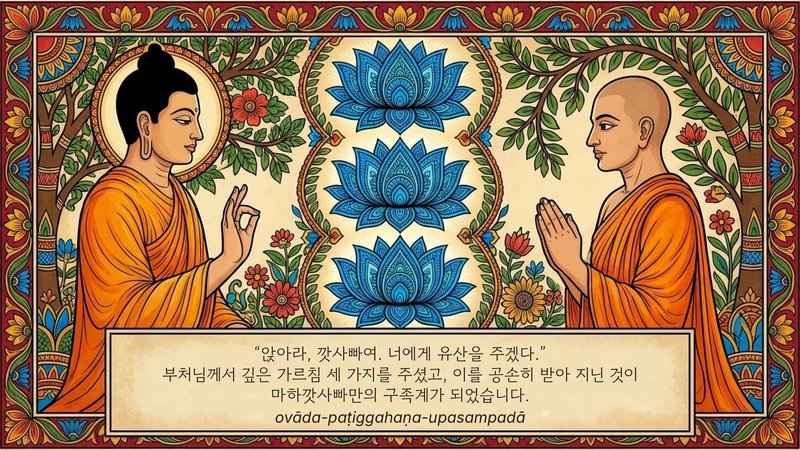 “앉아라, 깟사빠여. 너에게 유산을 주겠다.”
부처님께서 깊은 가르침 세 가지를 주셨고, 이를 공손히 받아 지닌 것이
마하깟사빠만의 구족계가 되었습니다.
ovāda-paṭiggahaṇa-upasampadā